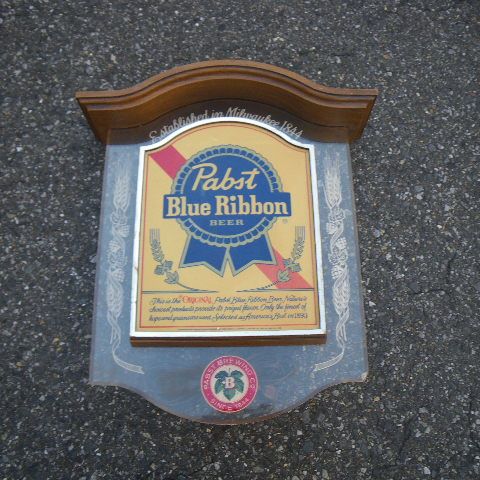 Established in Milwaukee 1844
Pabst
Blue Ribbon
BEER
®
This is the ORIGINAL Pabst Blue Ribbon Beer. Nature's
choicest products provide its prized flavor. Only the finest of
hops and grains are used. Selected as America's Best in 1893.
PABST BREWING CO.
B
SINCE 1844